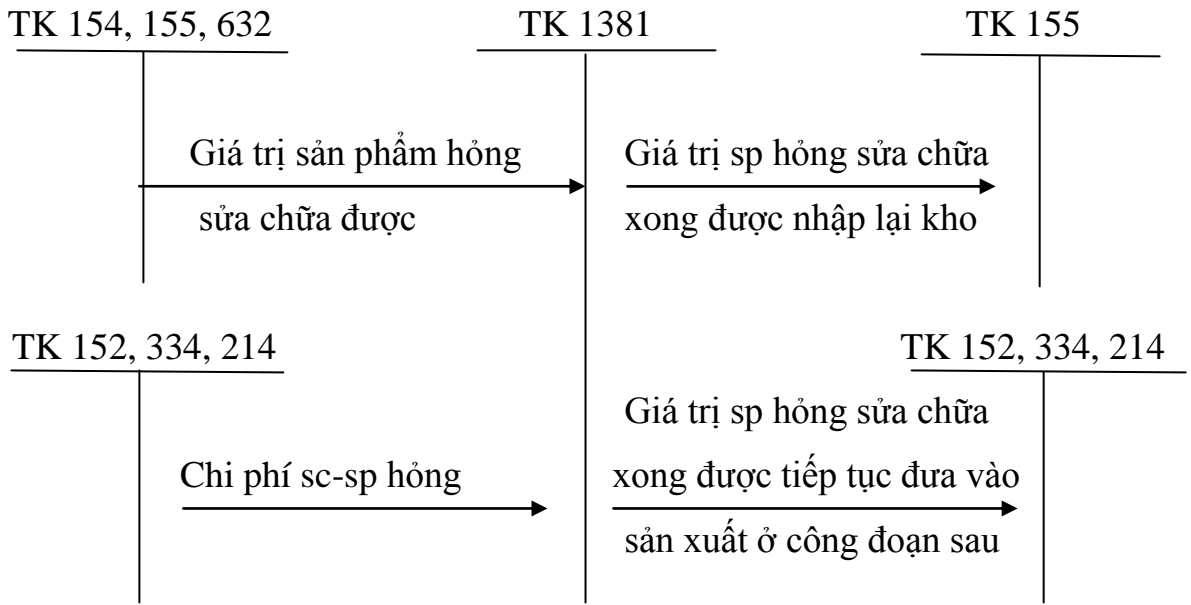 TK 154, 155, 632
TK 1381
TK 155
Giá trị sản phẩm hỏng
sửa chữa được
Giá trị sp hỏng sửa chữa
xong được nhập lại kho
TK 152, 334, 214
TK 152, 334, 214
Chi phí sc-sp hỏng
Giá trị sp hỏng sửa chữa
xong được tiếp tục đưa vào
sản xuất ở công đoạn sau